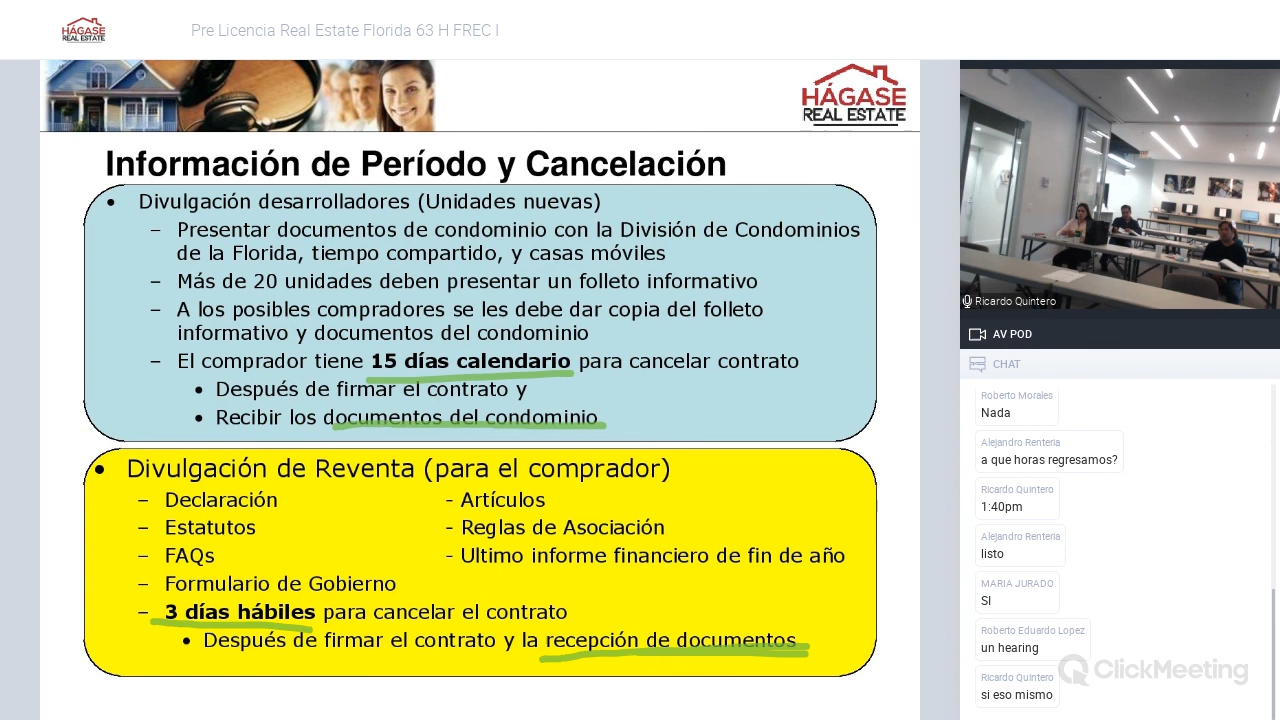 HÁGASE
REAL ESTATE
Pre Licencia Real Estate Florida 63 H FREC I
HÁGASE
REAL ESTATE
Información de Período y Cancelación
• Divulgación desarrolladores (Unidades nuevas)
– Presentar documentos de condominio con la División de Condominios
de la Florida, tiempo compartido, y casas móviles
– Más de 20 unidades deben presentar un folleto informativo
– A los posibles compradores se les debe dar copia del folleto
informativo y documentos del condominio
– El comprador tiene 15 días calendario para cancelar contrato
• Después de firmar el contrato y
• Recibir los documentos del condominio
• Divulgación de Reventa (para el comprador)
– Declaración - Artículos
– Estatutos - Reglas de Asociación
– FAQs - Ultimo informe financiero de fin de año
– Formulario de Gobierno
– 3 días hábiles para cancelar el contrato
• Después de firmar el contrato y la recepción de documentos
Ricardo Quintero
AV POD
CHAT
Roberto Morales
Nada
Alejandro Renteria
a que horas regresamos?
Ricardo Quintero
1:40pm
Alejandro Renteria
listo
MARIA JURADO
SI
Roberto Eduardo Lopez
un hearing
Ricardo Quintero
si eso mismo
ClickMeeting